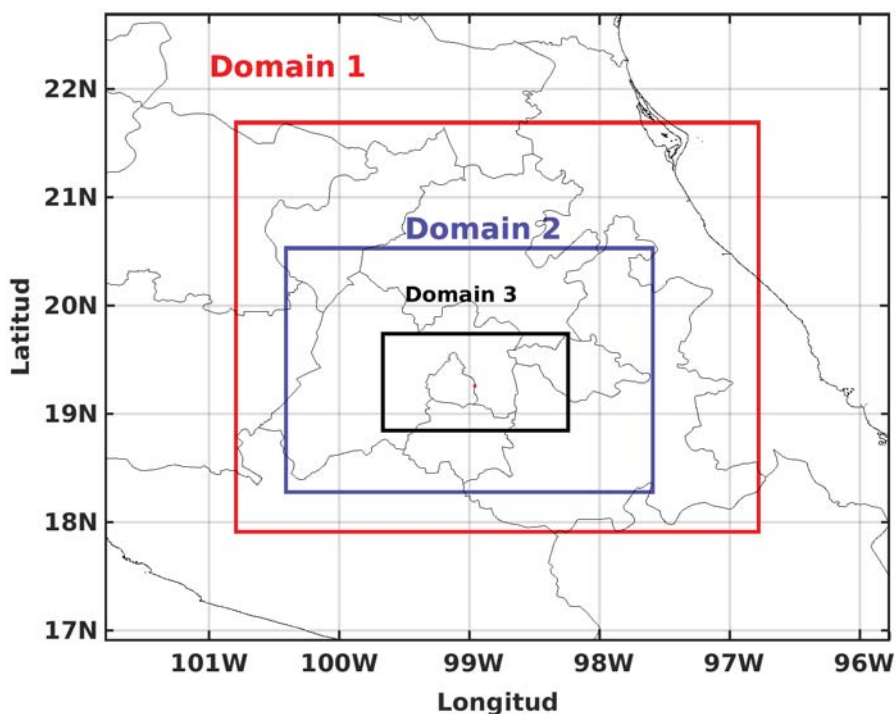 Domain 1
22N
21N
Domain 2
20N
Domain 3
19N
18N
17N
Latitud
101W 100W 99W 98W 97W 96W
Longitud